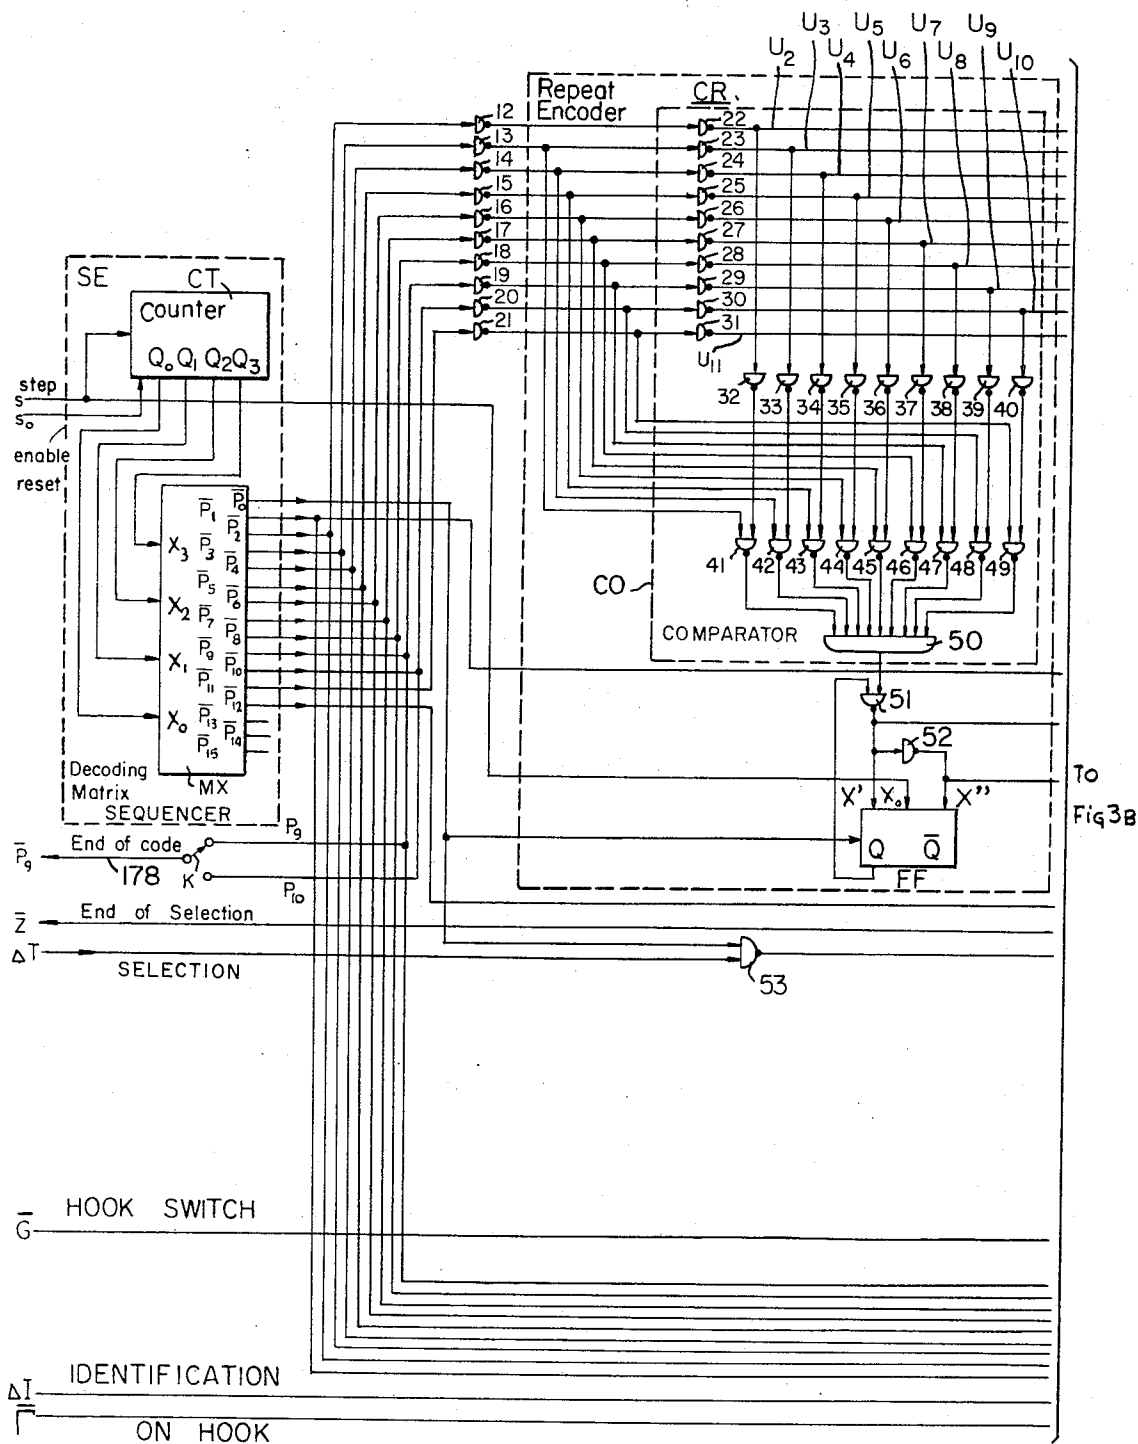 U2 U3 U4 U5 U6 U7 U8 U9 U10
Repeat
Encoder
CR
12 22
13 23
14 24
15 25
16 26
17 27
18 28
19 29
20 30
21 31
U11
SE CT
Counter
Q0 Q1 Q2 Q3
step
s
s0
enable
reset
32 33 34 35 36 37 38 39 40
P̅0
P̅1
P̅2
P̅3
P̅4
P̅5
P̅6
P̅7
P̅8
P̅9
P̅10
P̅11
P̅12
P̅13
P̅14
P̅15
X3
X2
X1
X0
Decoding
Matrix
MX
SEQUENCER
41 42 43 44 45 46 47 48 49
CO
COMPARATOR
50
51
52
X' X0 X"
Q Q̅
FF
TO
Fig 3B
P̅9
End of code
178
K
P9
P10
Z̅
End of Selection
ΔT
SELECTION
53
G̅
HOOK SWITCH
ΔI
IDENTIFICATION
Γ̅
ON HOOK